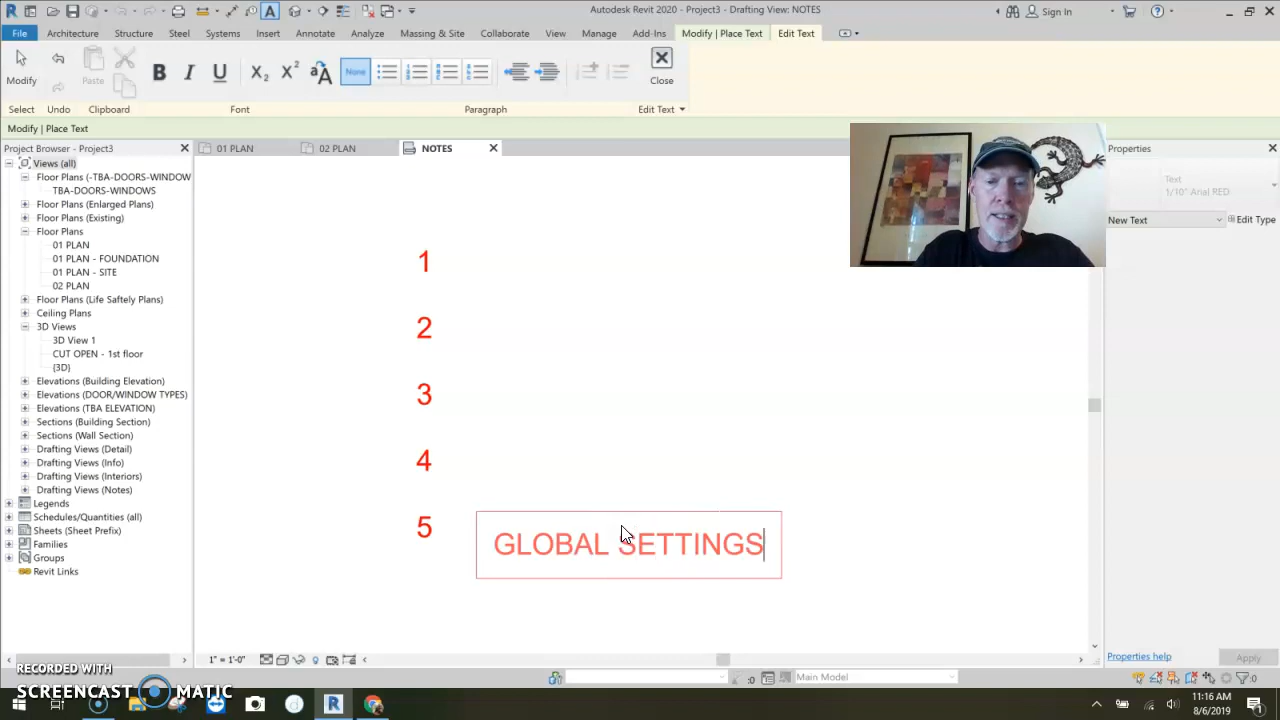 Autodesk Revit 2020 - Project3 - Drafting View: NOTES
Sign In
File Architecture Structure Steel Systems Insert Annotate Analyze Massing & Site Collaborate View Manage Add-Ins Modify | Place Text Edit Text
Modify Paste None Close
Select Undo Clipboard Font Paragraph Edit Text
Modify | Place Text
Project Browser - Project3
01 PLAN 02 PLAN NOTES
Properties
Views (all)
Floor Plans (-TBA-DOORS-WINDOW
TBA-DOORS-WINDOWS
Floor Plans (Enlarged Plans)
Floor Plans (Existing)
Floor Plans
01 PLAN
01 PLAN - FOUNDATION
01 PLAN - SITE
02 PLAN
Floor Plans (Life Saftely Plans)
Ceiling Plans
3D Views
3D View 1
CUT OPEN - 1st floor
{3D}
Elevations (Building Elevation)
Elevations (DOOR/WINDOW TYPES)
Elevations (TBA ELEVATION)
Sections (Building Section)
Sections (Wall Section)
Drafting Views (Detail)
Drafting Views (Info)
Drafting Views (Interiors)
Drafting Views (Notes)
Legends
Schedules/Quantities (all)
Sheets (Sheet Prefix)
Families
Groups
Revit Links
1
2
3
4
5 GLOBAL SETTINGS
Text
1/10" Arial RED
New Text Edit Type
Properties help Apply
1" = 1'-0"
:0 Main Model :0
RECORDED WITH
SCREENCAST MATIC
11:16 AM
8/6/2019